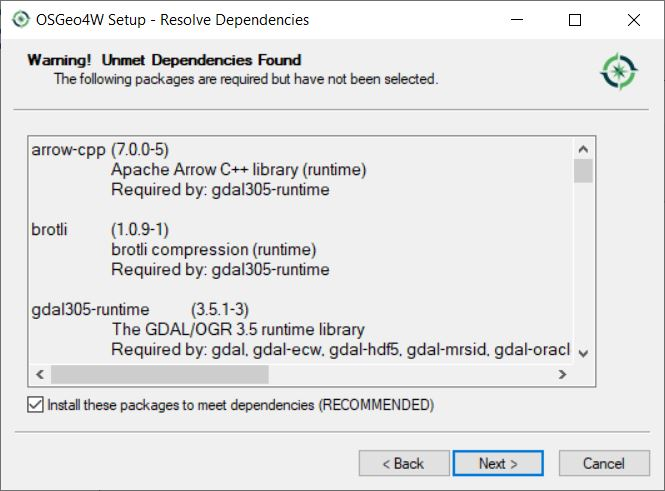 OSGeo4W Setup - Resolve Dependencies
Warning! Unmet Dependencies Found
The following packages are required but have not been selected.
arrow-cpp (7.0.0-5)
Apache Arrow C++ library (runtime)
Required by: gdal305-runtime
brotli (1.0.9-1)
brotli compression (runtime)
Required by: gdal305-runtime
gdal305-runtime (3.5.1-3)
The GDAL/OGR 3.5 runtime library
Required by: gdal, gdal-ecw, gdal-hdf5, gdal-mrsid, gdal-oracl
Install these packages to meet dependencies (RECOMMENDED)
< Back Next > Cancel